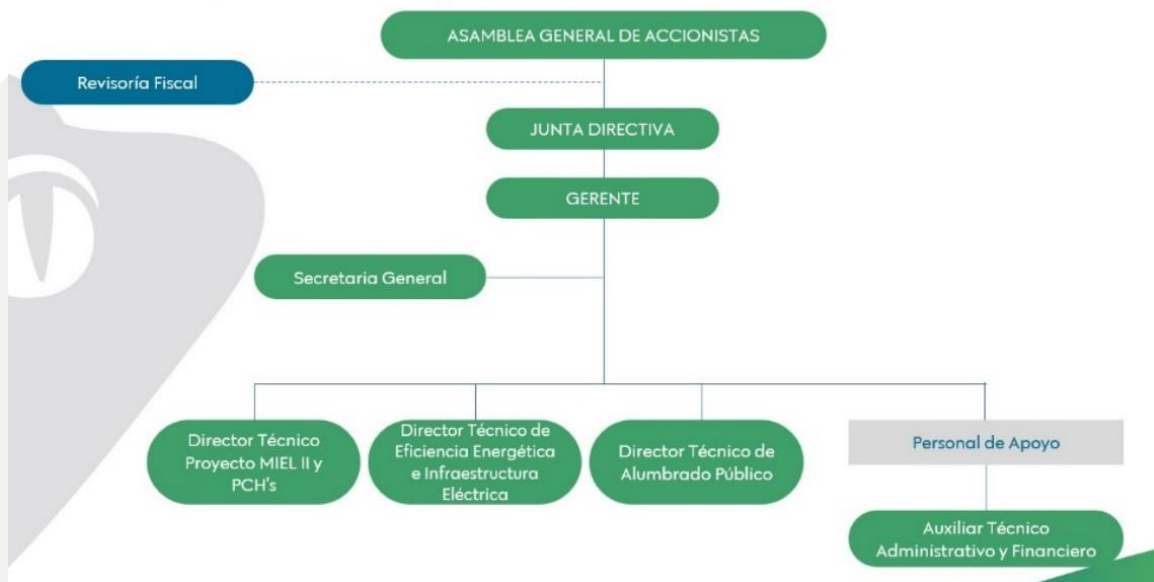 ASAMBLEA GENERAL DE ACCIONISTAS
Revisoría Fiscal
JUNTA DIRECTIVA
GERENTE
Secretaria General
Director Técnico
Proyecto MIEL II y
PCH's
Director Técnico de
Eficiencia Energética
e Infraestructura
Eléctrica
Director Técnico de
Alumbrado Público
Personal de Apoyo
Auxiliar Técnico
Administrativo y Financiero